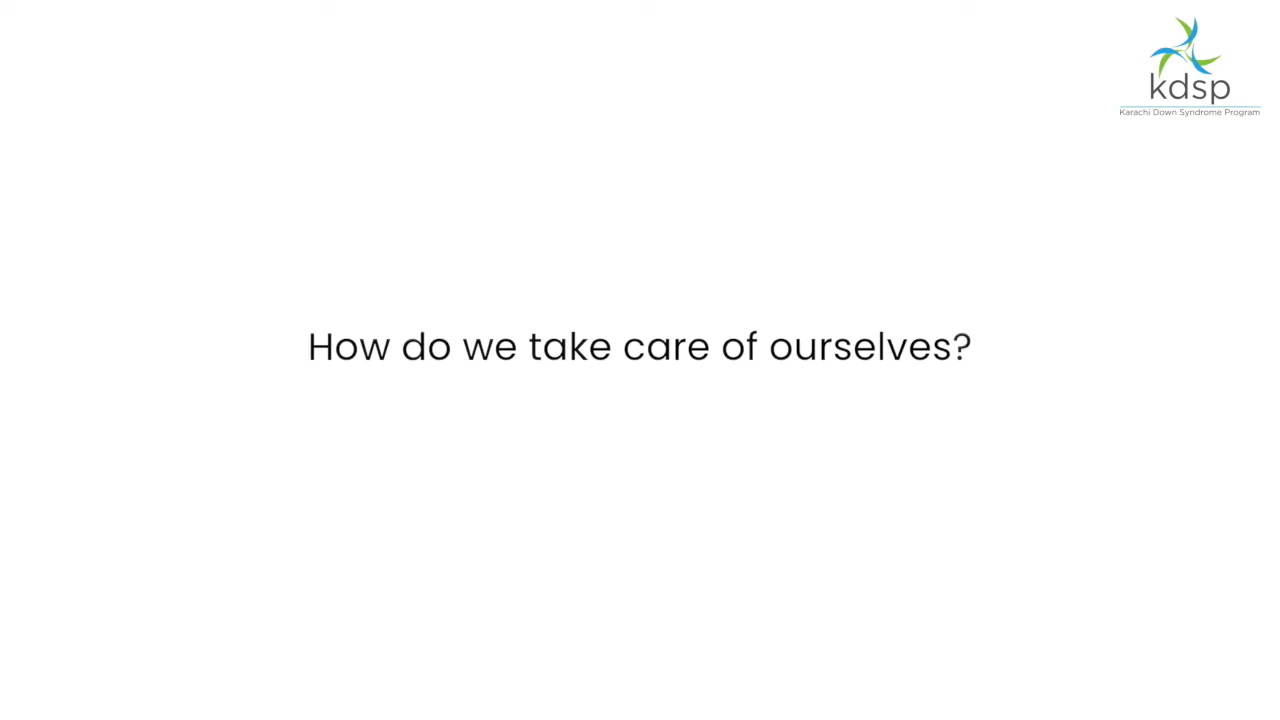 kdsp
Karachi Down Syndrome Program
How do we take care of ourselves?